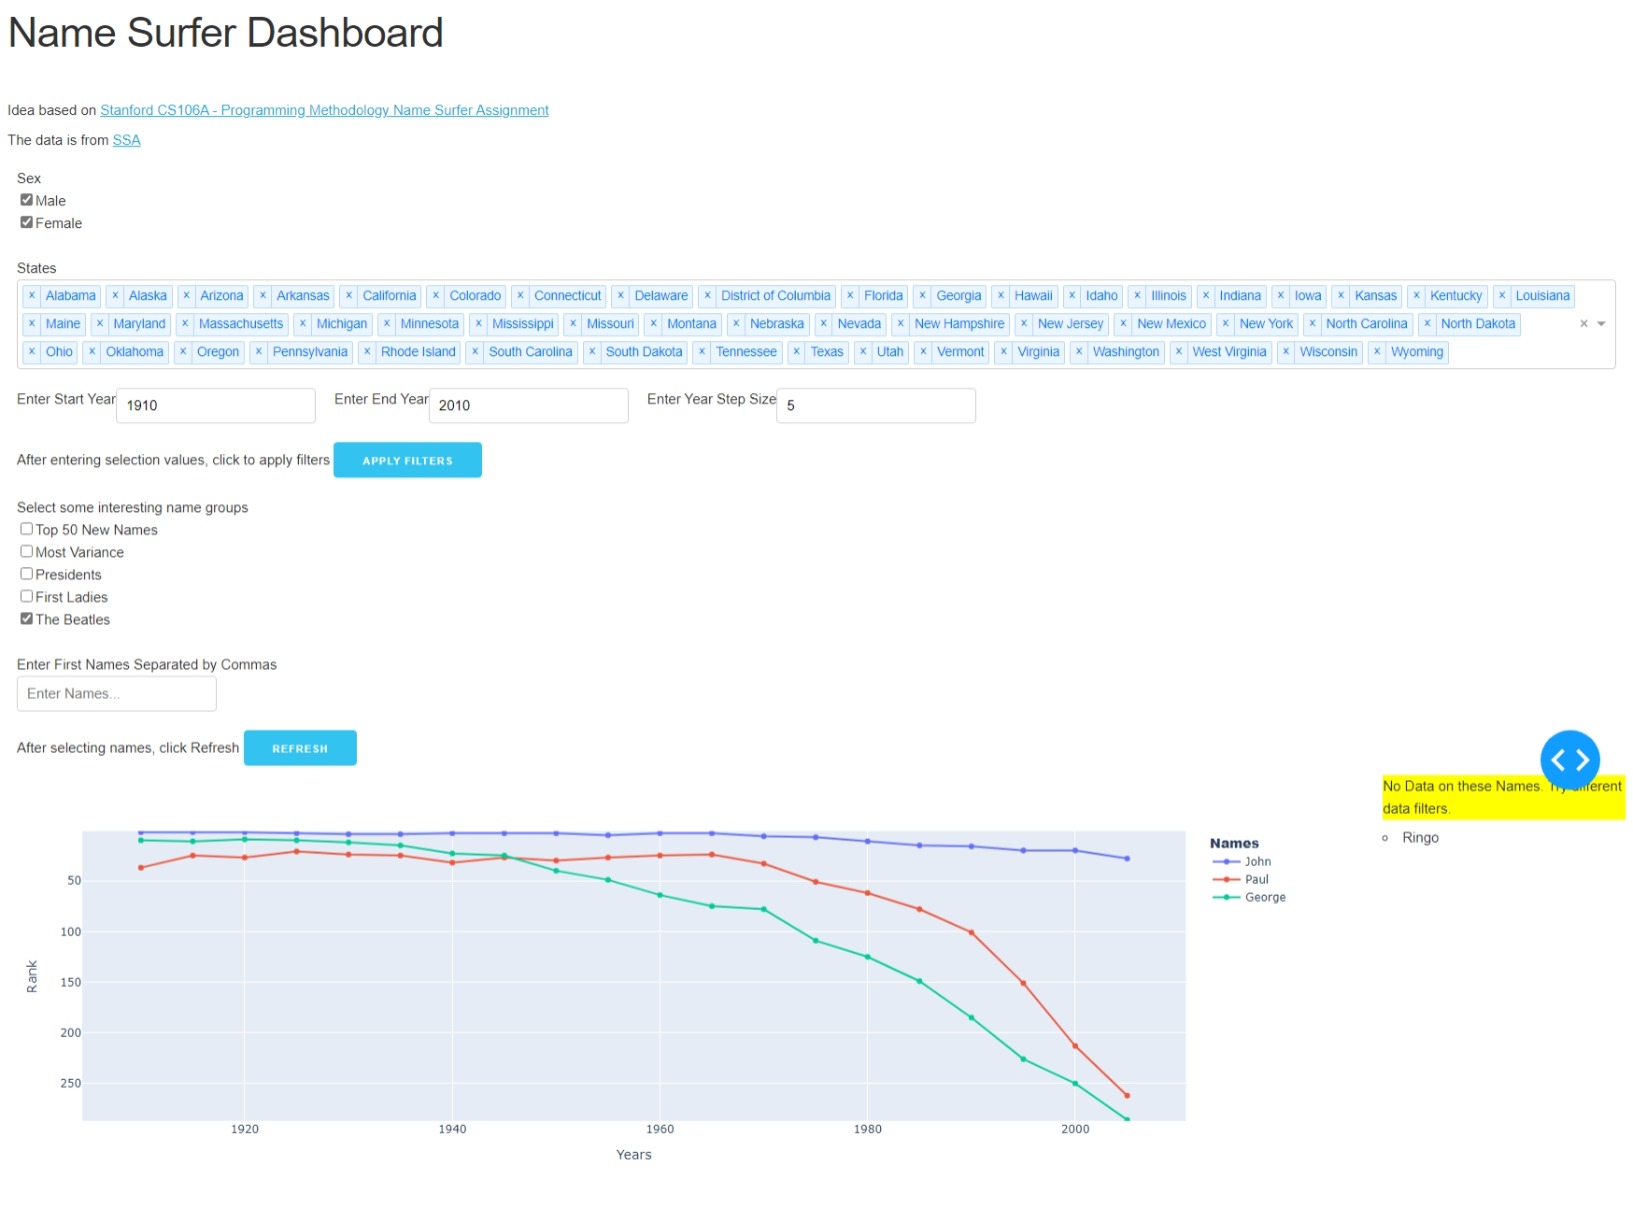 Name Surfer Dashboard
Idea based on Stanford CS106A - Programming Methodology Name Surfer Assignment
The data is from SSA
Sex
Male
Female
States
× Alabama × Alaska × Arizona × Arkansas × California × Colorado × Connecticut × Delaware × District of Columbia × Florida × Georgia × Hawaii × Idaho × Illinois × Indiana × Iowa × Kansas × Kentucky × Louisiana
× Maine × Maryland × Massachusetts × Michigan × Minnesota × Mississippi × Missouri × Montana × Nebraska × Nevada × New Hampshire × New Jersey × New Mexico × New York × North Carolina × North Dakota ×
× Ohio × Oklahoma × Oregon × Pennsylvania × Rhode Island × South Carolina × South Dakota × Tennessee × Texas × Utah × Vermont × Virginia × Washington × West Virginia × Wisconsin × Wyoming
Enter Start Year 1910 Enter End Year 2010 Enter Year Step Size 5
After entering selection values, click to apply filters APPLY FILTERS
Select some interesting name groups
Top 50 New Names
Most Variance
Presidents
First Ladies
The Beatles
Enter First Names Separated by Commas
Enter Names...
After selecting names, click Refresh REFRESH
No Data on these Names.
data filters.
Ringo
Names
John
Paul
George
50
100
150
200
250
Rank
1920 1940 1960 1980 2000
Years